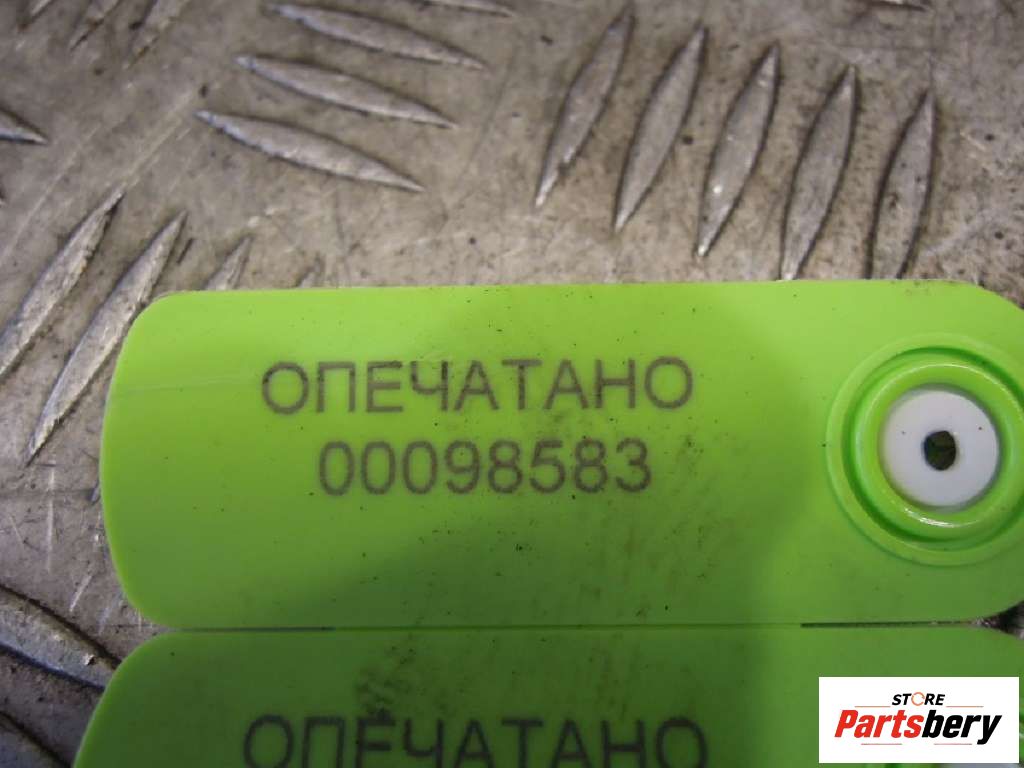 ОПЕЧАТАНО
00098583
ОПЕЧАТАНО
STORE
Partsbery